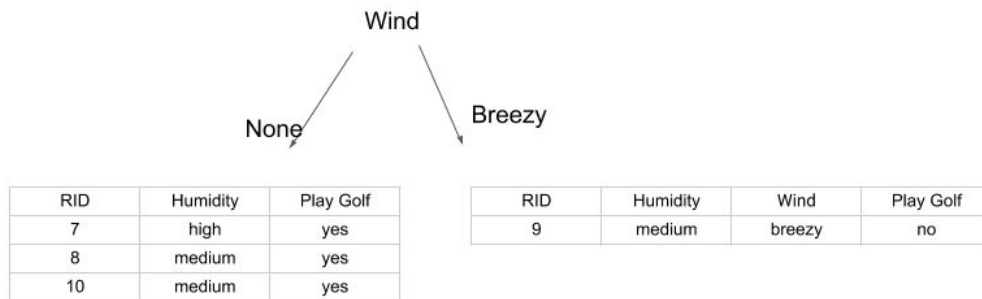 Wind
None
Breezy
RID Humidity Play Golf
7 high yes
8 medium yes
10 medium yes
RID Humidity Wind Play Golf
9 medium breezy no